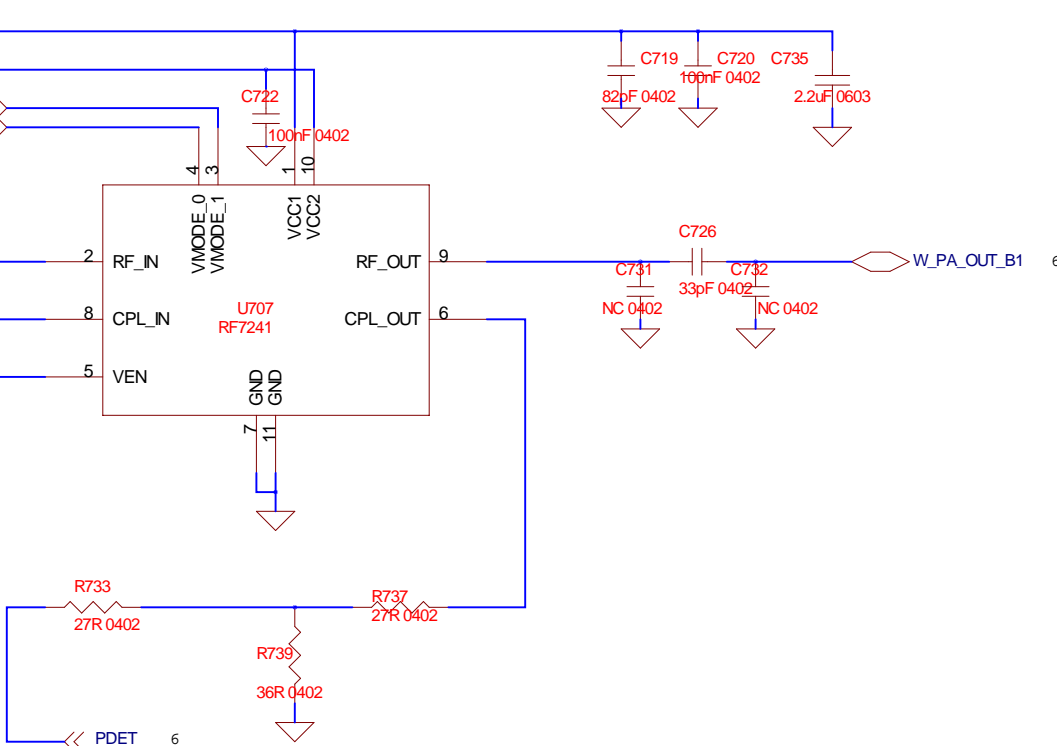 C719
C720
C735
100nF 0402
82pF 0402
2.2uF 0603
C722
100nF 0402
4
3
1
10
VMODE_0
VMODE_1
VCC1
VCC2
2
RF_IN
RF_OUT
9
C726
C731
C732
33pF 0402
NC 0402
NC 0402
W_PA_OUT_B1
6
8
CPL_IN
U707
RF7241
CPL_OUT
6
5
VEN
GND
GND
7
11
R733
27R 0402
R737
27R 0402
R739
36R 0402
PDET
6